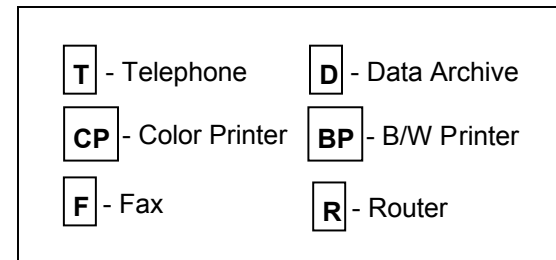 T - Telephone D - Data Archive
CP - Color Printer BP - B/W Printer
F - Fax R - Router